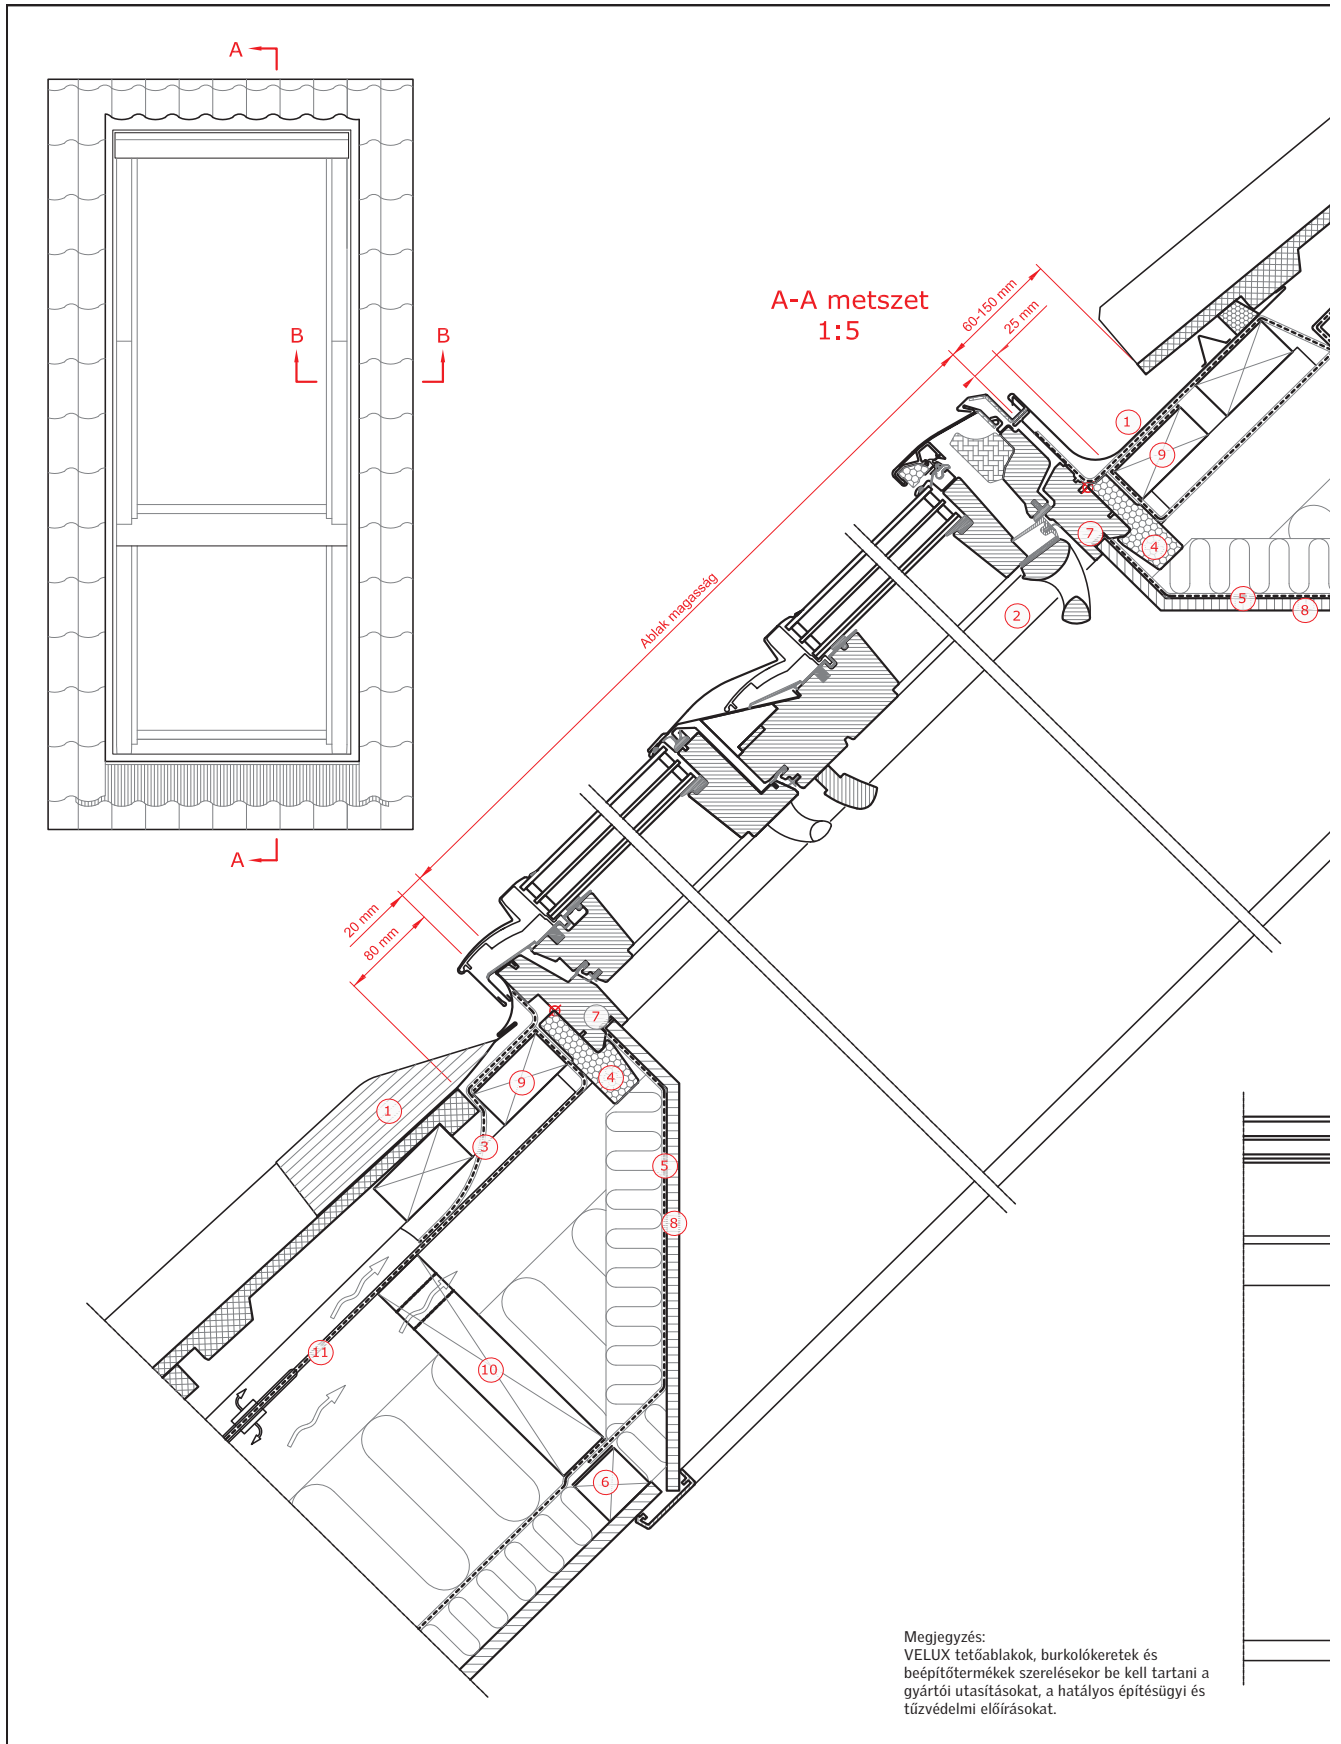 A
A-A metszet
1:5
60-150 mm
25 mm
B
B
1
9
7
4
2
5
8
Ablak magasság
A
20 mm
80 mm
7
9
4
1
3
5
8
11
10
6
Megjegyzés:
VELUX tetőablakok, burkolókeretek és
beépítőtermékek szerelésekor be kell tartani a
gyártói utasításokat, a hatályos építésügyi és
tűzvédelmi előírásokat.